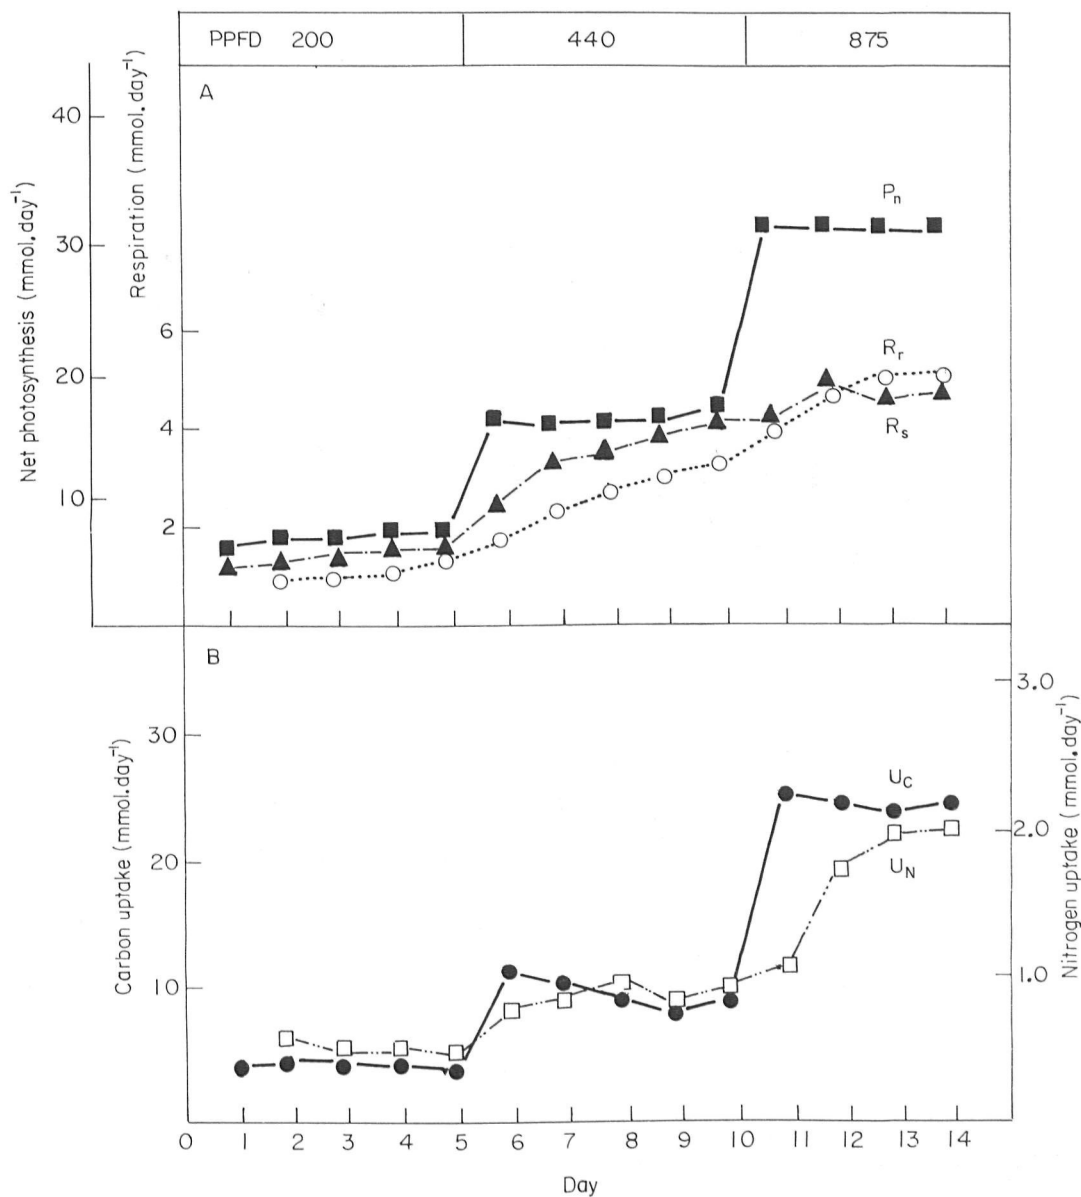 PPFD 200 440 875
A
Net photosynthesis (mmol.day⁻¹)
40
30
20
10
Respiration (mmol.day⁻¹)
6
4
2
Pₙ
Rᵣ
Rₛ
B
Carbon uptake (mmol.day⁻¹)
30
20
10
Nitrogen uptake (mmol.day⁻¹)
3.0
2.0
1.0
U_C
U_N
0 1 2 3 4 5 6 7 8 9 10 11 12 13 14
Day